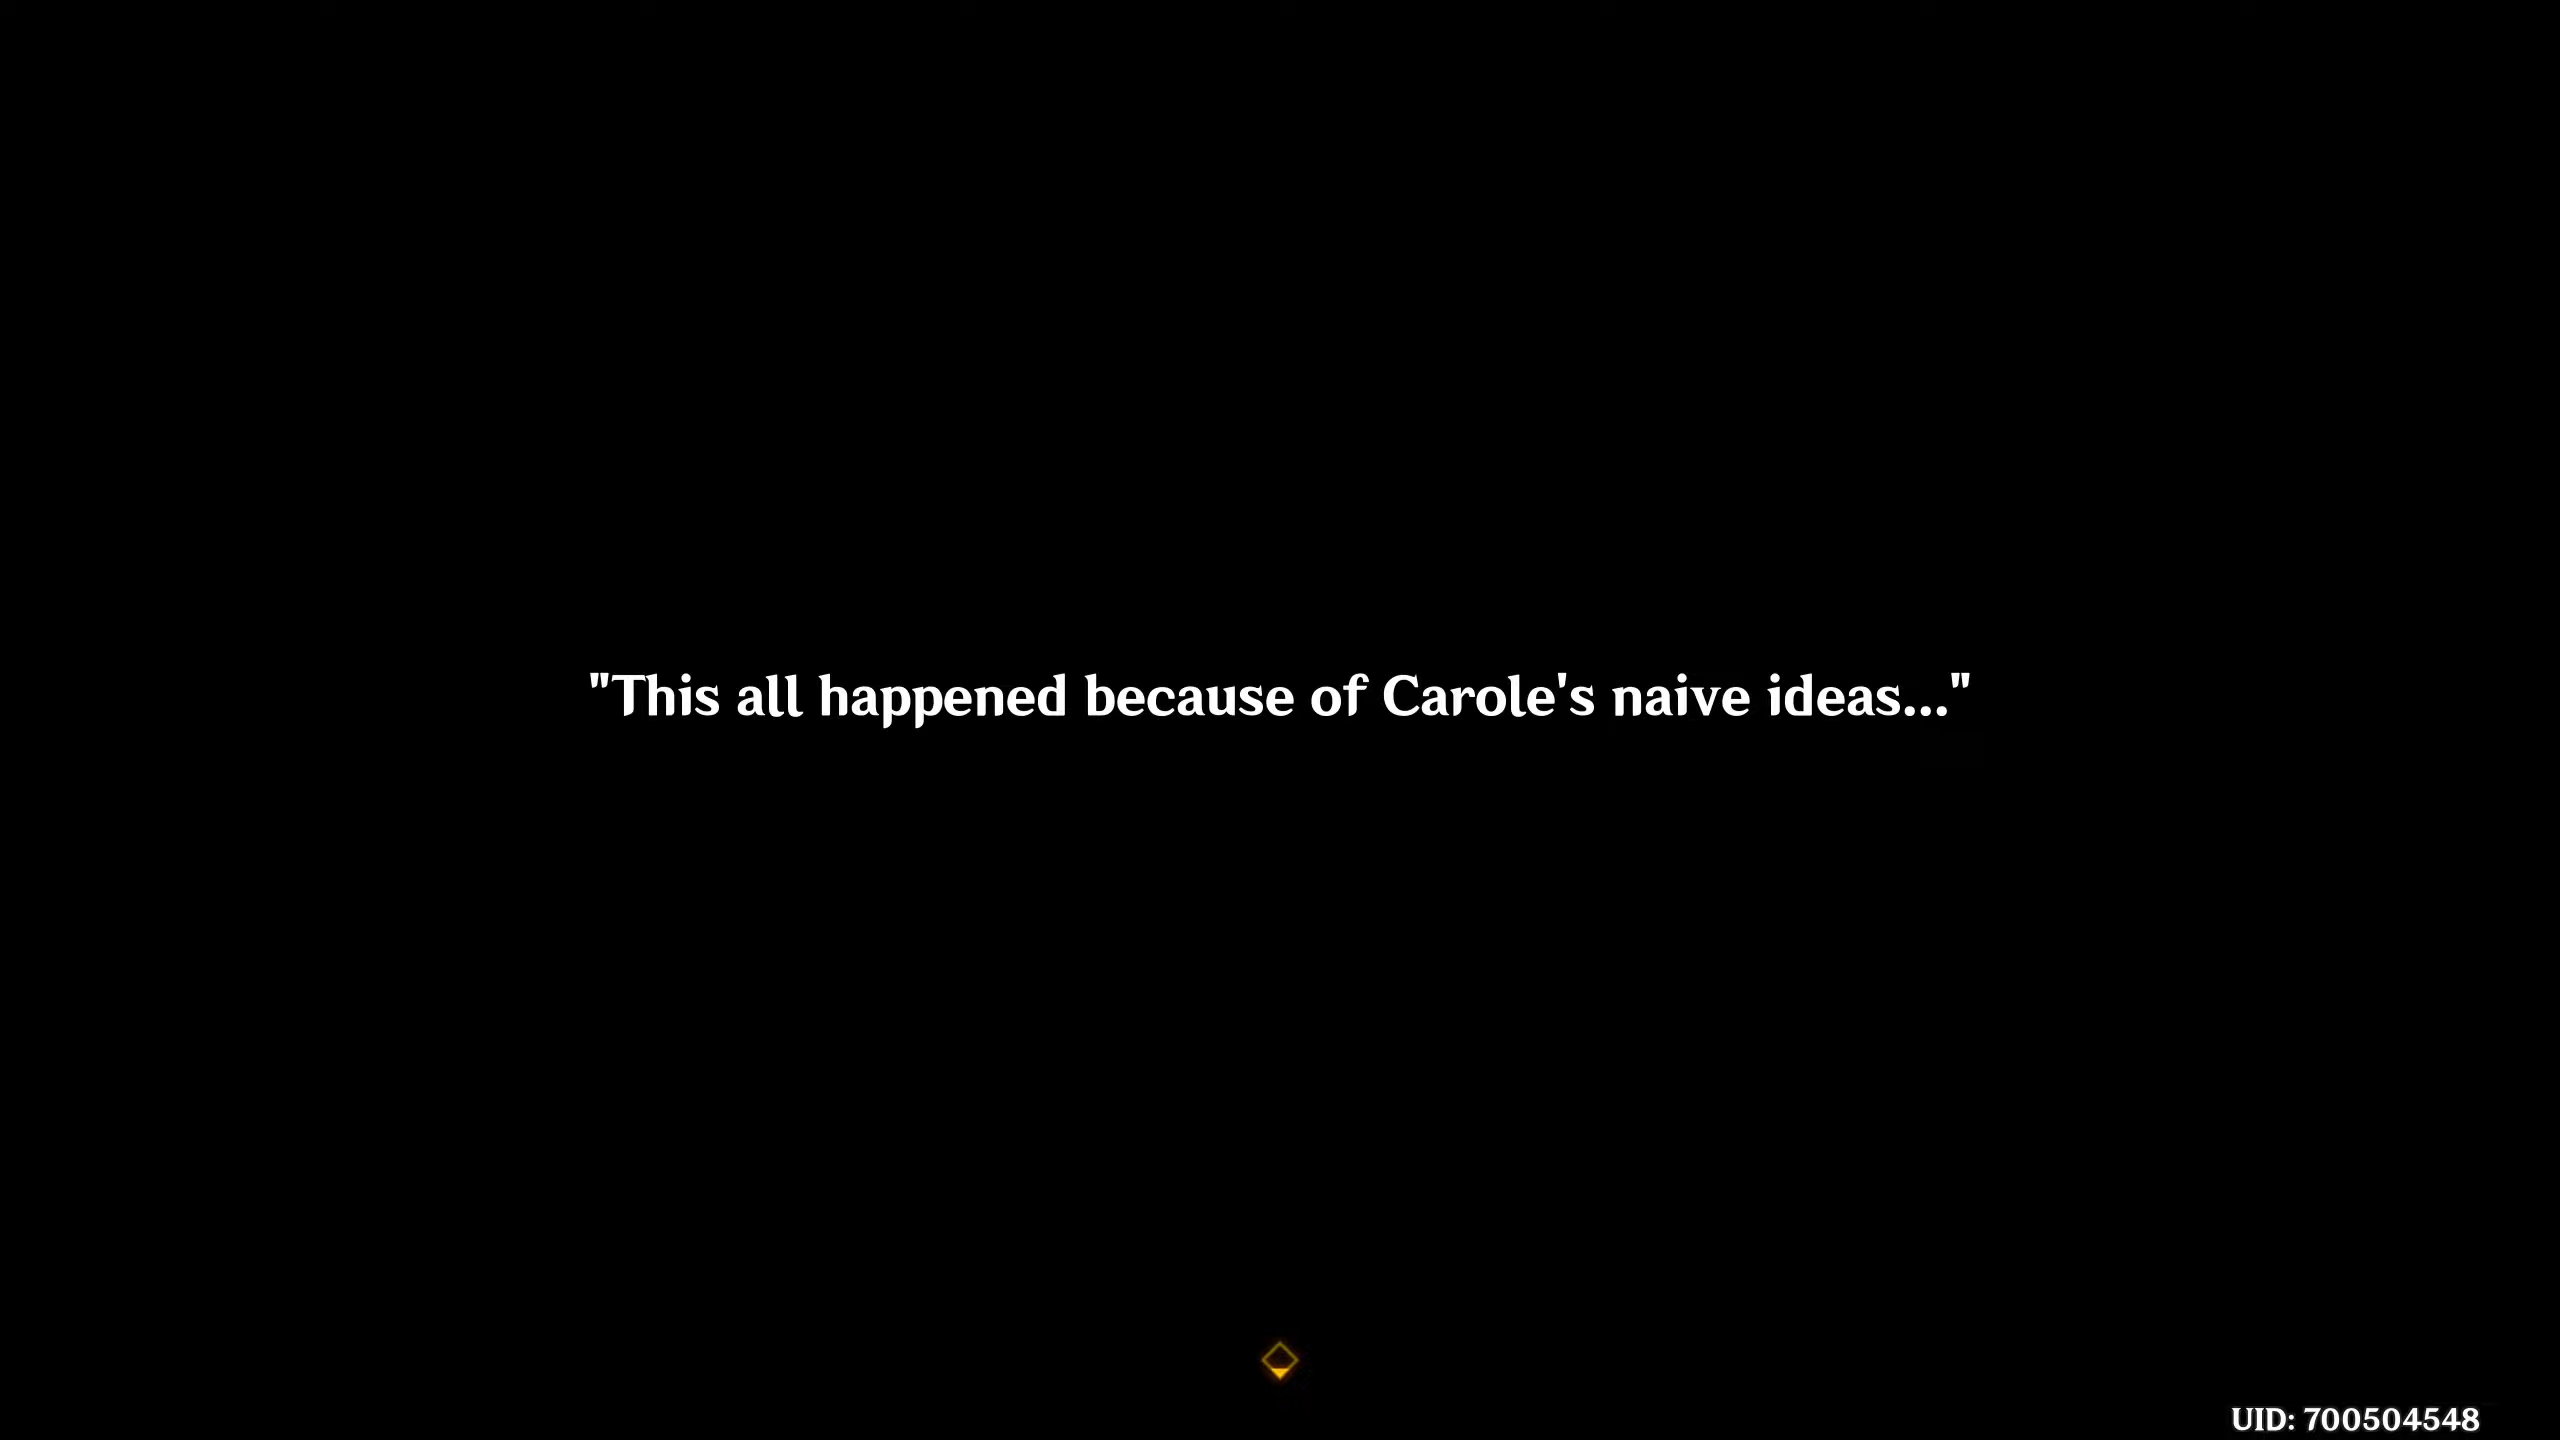 "This all happened because of Carole's naive ideas..."
UID: 700504548